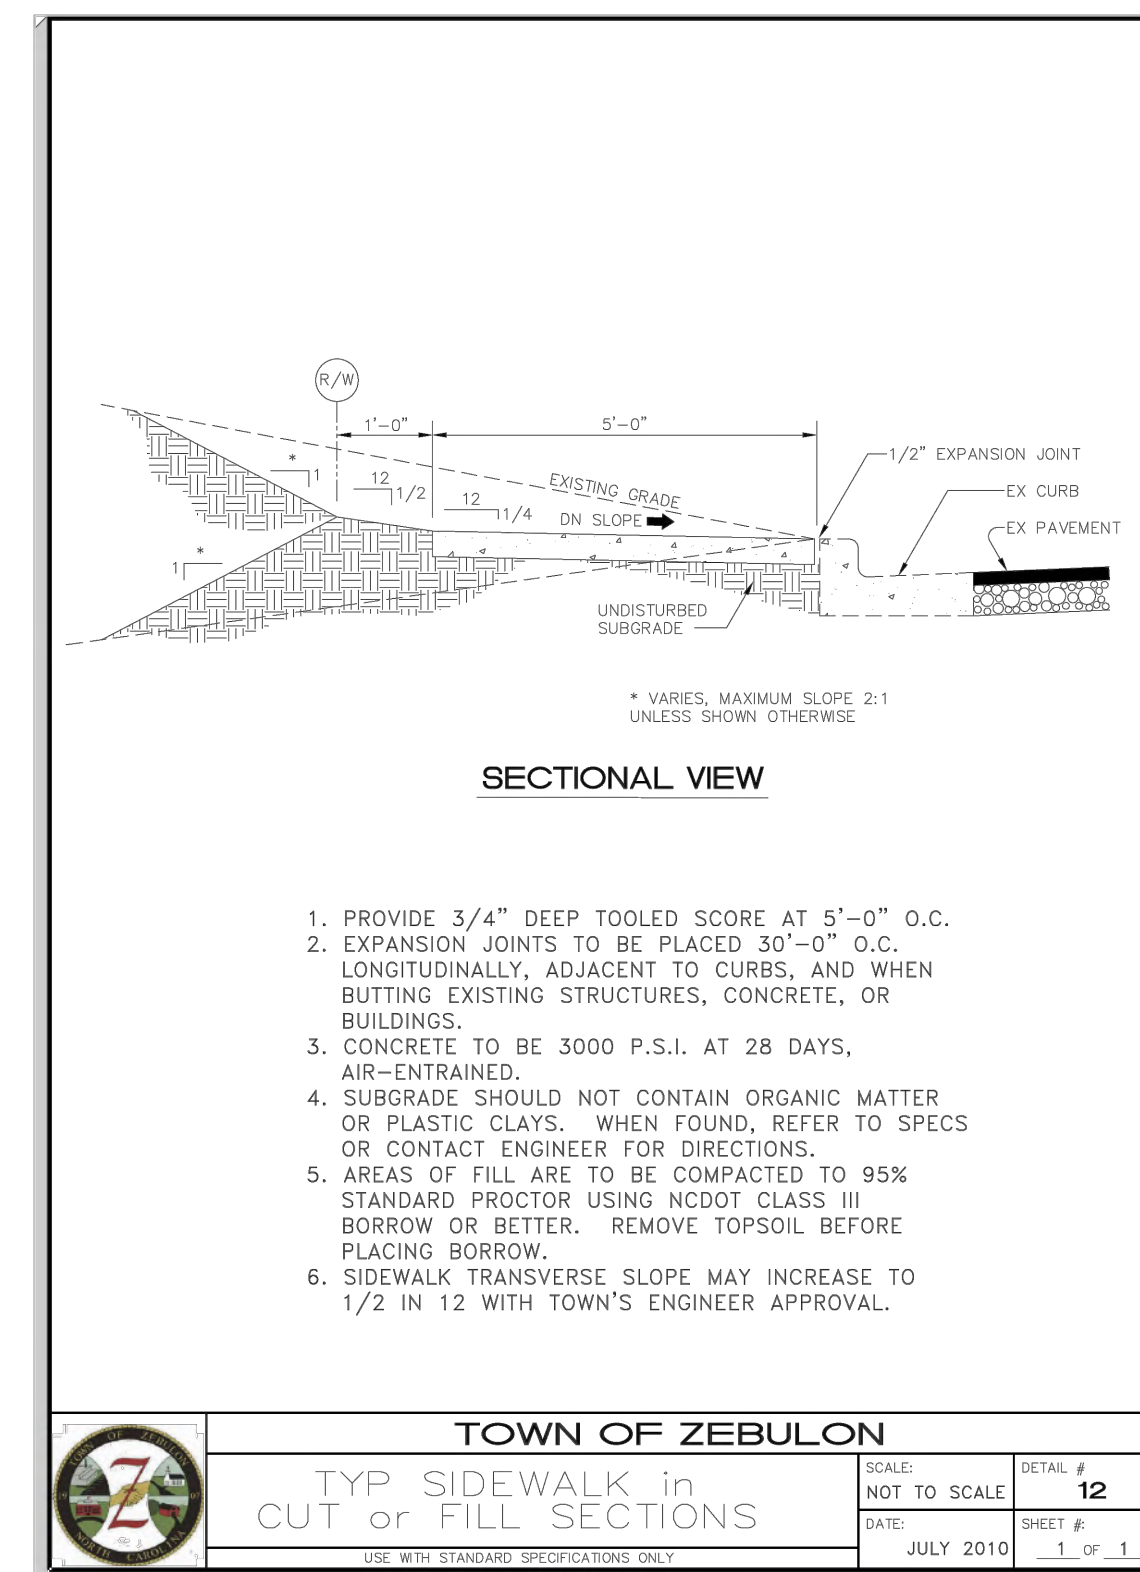 R/W
1'-0"
5'-0"
1/2" EXPANSION JOINT
*
1
12
1/2
12
1/4
EXISTING GRADE
DN SLOPE
EX CURB
EX PAVEMENT
*
1
UNDISTURBED
SUBGRADE
* VARIES, MAXIMUM SLOPE 2:1
UNLESS SHOWN OTHERWISE
SECTIONAL VIEW
1. PROVIDE 3/4" DEEP TOOLED SCORE AT 5'-0" O.C.
2. EXPANSION JOINTS TO BE PLACED 30'-0" O.C.
LONGITUDINALLY, ADJACENT TO CURBS, AND WHEN
BUTTING EXISTING STRUCTURES, CONCRETE, OR
BUILDINGS.
3. CONCRETE TO BE 3000 P.S.I. AT 28 DAYS,
AIR-ENTRAINED.
4. SUBGRADE SHOULD NOT CONTAIN ORGANIC MATTER
OR PLASTIC CLAYS. WHEN FOUND, REFER TO SPECS
OR CONTACT ENGINEER FOR DIRECTIONS.
5. AREAS OF FILL ARE TO BE COMPACTED TO 95%
STANDARD PROCTOR USING NCDOT CLASS III
BORROW OR BETTER. REMOVE TOPSOIL BEFORE
PLACING BORROW.
6. SIDEWALK TRANSVERSE SLOPE MAY INCREASE TO
1/2 IN 12 WITH TOWN'S ENGINEER APPROVAL.
TOWN OF ZEBULON
19 Z 07
NORTH CAROLINA
TOWN OF ZEBULON
TYP SIDEWALK in
CUT or FILL SECTIONS
USE WITH STANDARD SPECIFICATIONS ONLY
SCALE:
NOT TO SCALE
DETAIL #
12
DATE:
JULY 2010
SHEET #:
1 OF 1